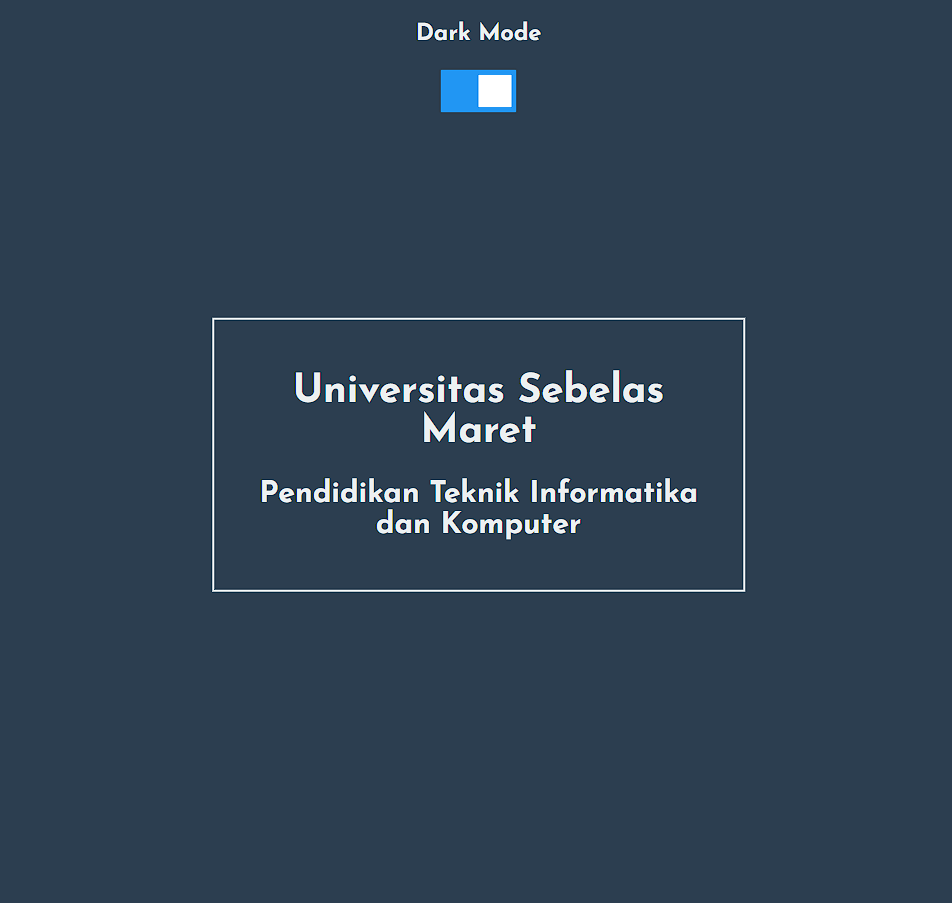 Dark Mode
Universitas Sebelas
Maret
Pendidikan Teknik Informatika
dan Komputer